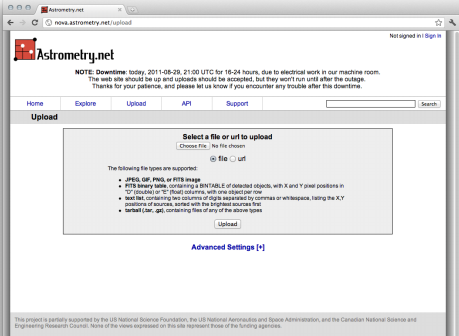 Astrometry.net
nova.astrometry.net/upload
Not signed in | Sign In
Astrometry.net
NOTE: Downtime: today, 2011-08-29, 21:00 UTC for 16-24 hours, due to electrical work in our machine room.
The web site should be up and uploads should be accepted, but they won't run until after the outage.
Thanks for your patience, and please let us know if you encounter any trouble after this downtime.
Home Explore Upload API Support Search
Upload
Select a file or url to upload
Choose File No file chosen
file url
The following file types are supported:
• JPEG, GIF, PNG, or FITS image
• FITS binary table, containing a BINTABLE of detected objects, with X and Y pixel positions in
"D" (double) or "E" (float) columns, with one object per row
• text list, containing two columns of digits separated by commas or whitespace, listing the X,Y
positions of sources, sorted with the brightest sources first
• tarball (.tar, .gz), containing files of any of the above types
Upload
Advanced Settings [+]
This project is partially supported by the US National Science Foundation, the US National Aeronautics and Space Administration, and the Canadian National Science and
Engineering Research Council. None of the views expressed on this site represent those of the funding agencies.